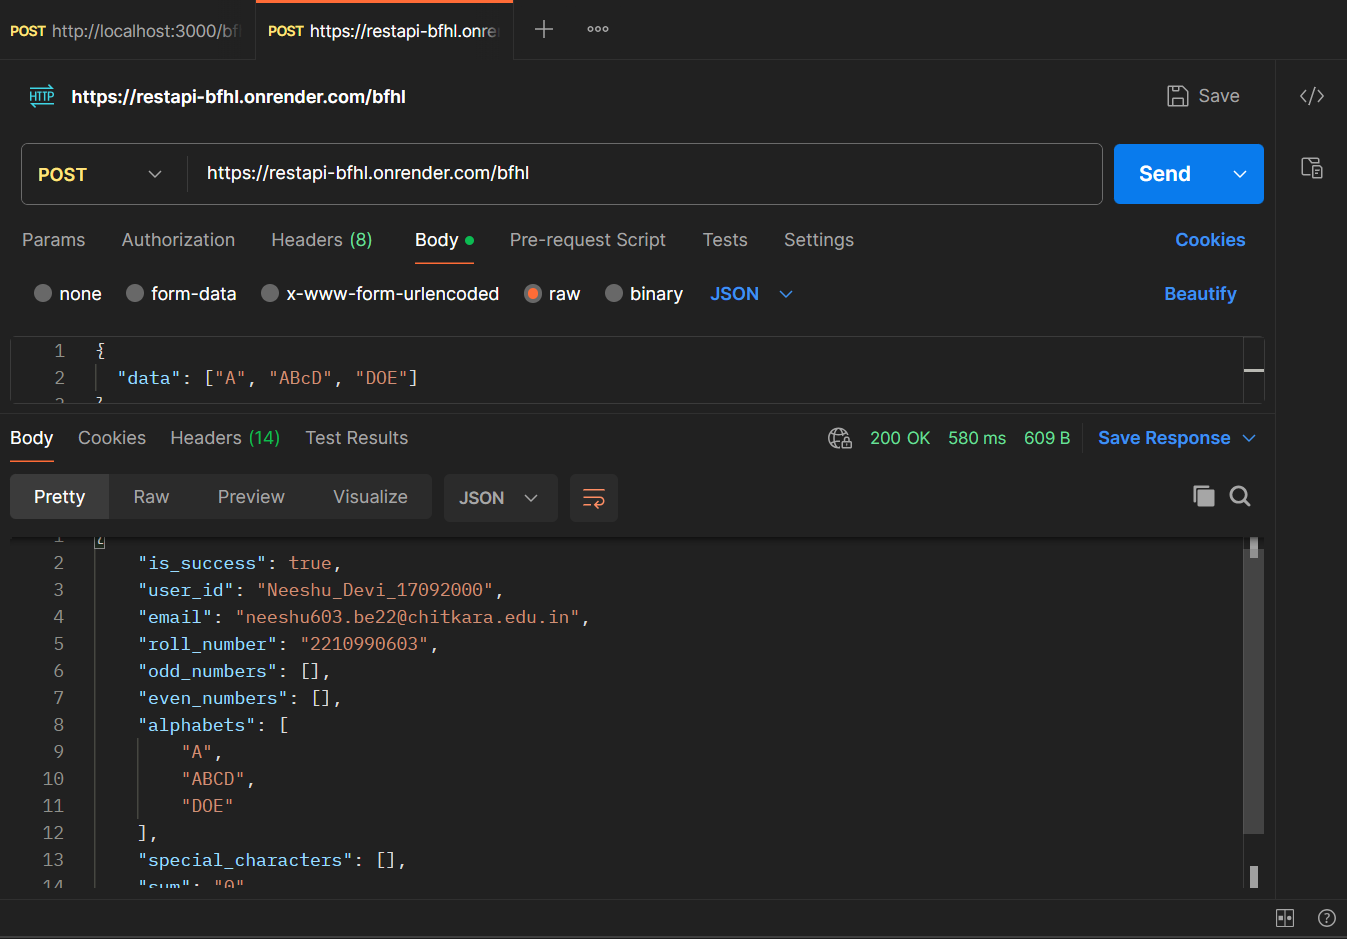 POST http://localhost:3000/bfl
POST https://restapi-bfhl.onre
HTTP https://restapi-bfhl.onrender.com/bfhl
Save
POST
https://restapi-bfhl.onrender.com/bfhl
Send
Params Authorization Headers (8) Body Pre-request Script Tests Settings Cookies
none form-data x-www-form-urlencoded raw binary JSON Beautify
1 {
2 "data": ["A", "ABcD", "DOE"]
Body Cookies Headers (14) Test Results 200 OK 580 ms 609 B Save Response
Pretty Raw Preview Visualize JSON
1 {
2 "is_success": true,
3 "user_id": "Neeshu_Devi_17092000",
4 "email": "neeshu603.be22@chitkara.edu.in",
5 "roll_number": "2210990603",
6 "odd_numbers": [],
7 "even_numbers": [],
8 "alphabets": [
9 "A",
10 "ABCD",
11 "DOE"
12 ],
13 "special_characters": [],
14 "sum": "0"